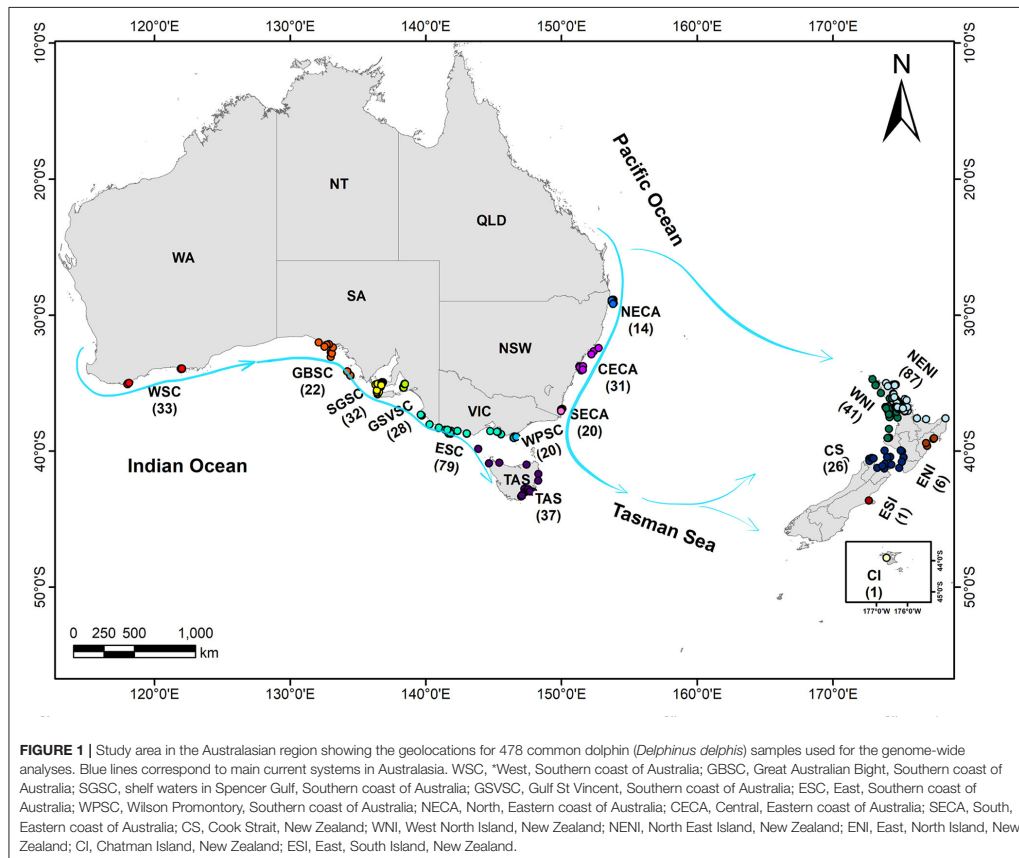 120°0'E
130°0'E
140°0'E
150°0'E
160°0'E
170°0'E
10°0'S
10°0'S
N
Pacific Ocean
20°0'S
20°0'S
NT
QLD
WA
SA
30°0'S
30°0'S
NECA
(14)
NSW
CECA
(31)
NENI
(87)
GBSC
(22)
WSC
(33)
SGSC
(32)
GSVSC
(28)
VIC
SECA
(20)
WNI
(41)
WPSC
(20)
ESC
(79)
CS
(26)
40°0'S
40°0'S
Indian Ocean
ENI
(6)
TAS
TAS
(37)
ESI
(1)
Tasman Sea
CI
(1)
44°0'S
45°0'S
177°0'W
176°0'W
50°0'S
50°0'S
0 250 500 1,000
km
120°0'E
130°0'E
140°0'E
150°0'E
160°0'E
170°0'E
FIGURE 1 | Study area in the Australasian region showing the geolocations for 478 common dolphin (Delphinus delphis) samples used for the genome-wide
analyses. Blue lines correspond to main current systems in Australasia. WSC, *West, Southern coast of Australia; GBSC, Great Australian Bight, Southern coast of
Australia; SGSC, shelf waters in Spencer Gulf, Southern coast of Australia; GSVSC, Gulf St Vincent, Southern coast of Australia; ESC, East, Southern coast of
Australia; WPSC, Wilson Promontory, Southern coast of Australia; NECA, North, Eastern coast of Australia; CECA, Central, Eastern coast of Australia; SECA, South,
Eastern coast of Australia; CS, Cook Strait, New Zealand; WNI, West North Island, New Zealand; NENI, North East Island, New Zealand; ENI, East, North Island, New
Zealand; CI, Chatman Island, New Zealand; ESI, East, South Island, New Zealand.